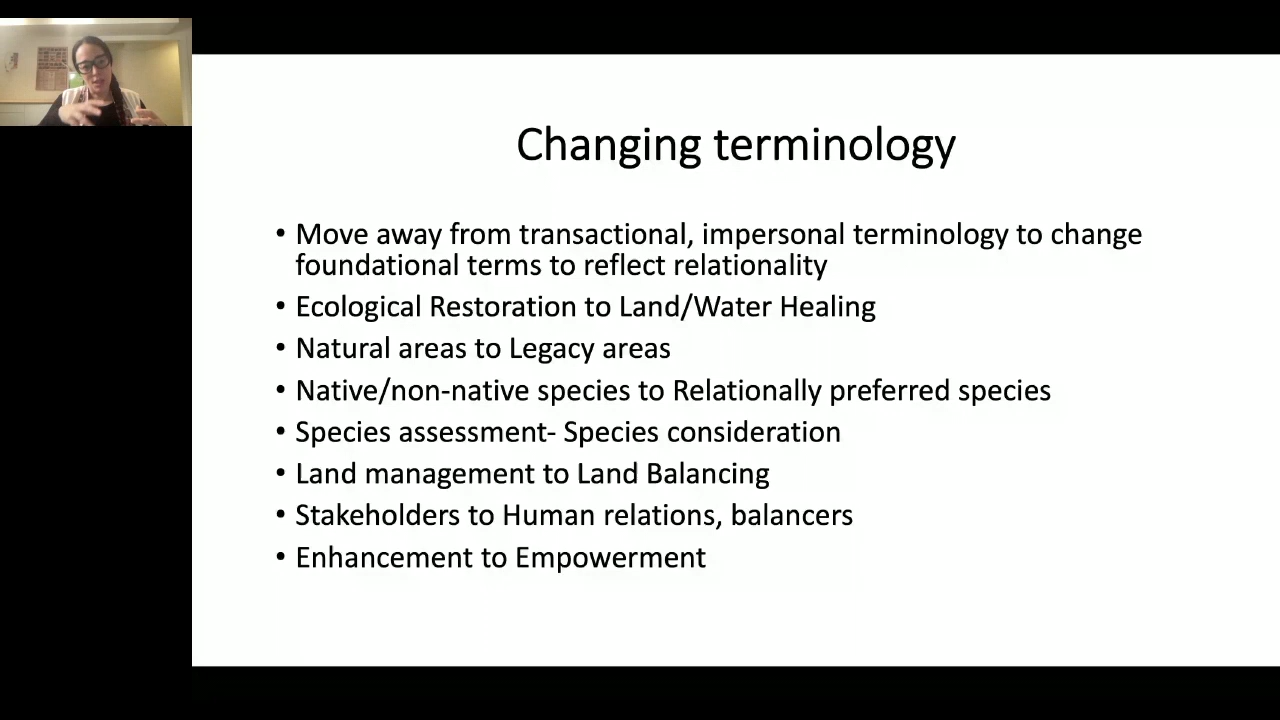 Changing terminology
• Move away from transactional, impersonal terminology to change
foundational terms to reflect relationality
• Ecological Restoration to Land/Water Healing
• Natural areas to Legacy areas
• Native/non-native species to Relationally preferred species
• Species assessment- Species consideration
• Land management to Land Balancing
• Stakeholders to Human relations, balancers
• Enhancement to Empowerment